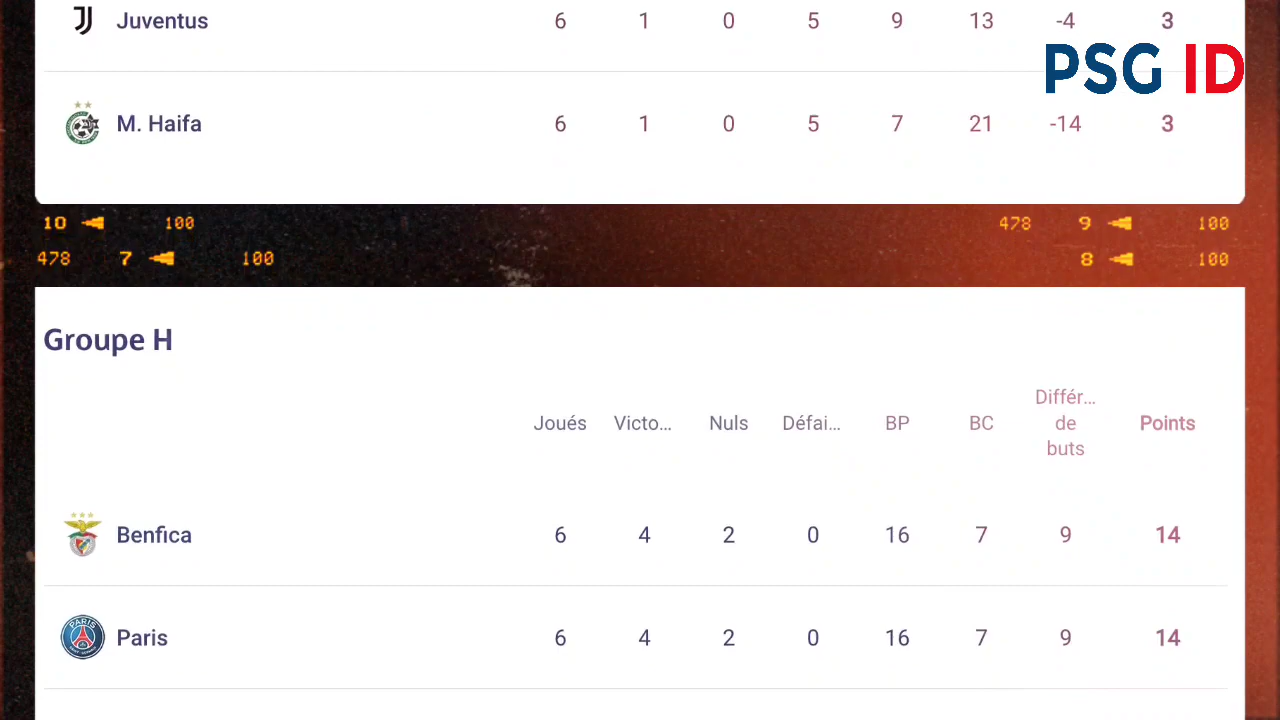 Juventus 6 1 0 5 9 13 -4 3
PSG ID
M. Haifa 6 1 0 5 7 21 -14 3
10 100 478 9 100
478 7 100 8 100
Groupe H
Joués Victo... Nuls Défai... BP BC Différ... de buts Points
Benfica 6 4 2 0 16 7 9 14
PARIS
Paris 6 4 2 0 16 7 9 14